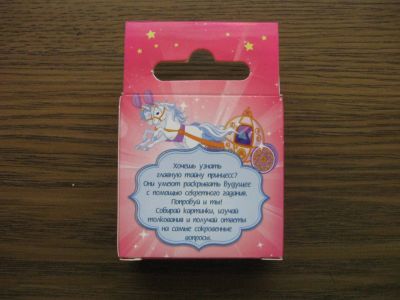 Хочешь узнать
главную тайну принцесс?
Они умеют раскрывать будущее
с помощью секретного гадания.
Попробуй и ты!
Собирай картинки, изучай
толкования и получай ответы
на самые сокровенные
вопросы.